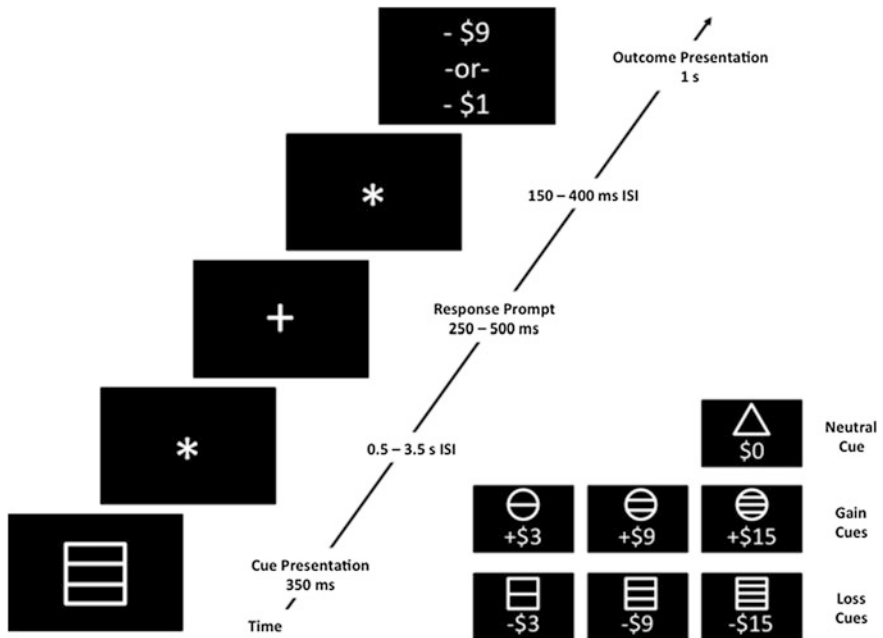 - $9
-or-
- $1
Outcome Presentation
1 s
*
150 – 400 ms ISI
+
Response Prompt
250 – 500 ms
*
0.5 – 3.5 s ISI
Cue Presentation
350 ms
Time
$0
Neutral
Cue
+$3 +$9 +$15
Gain
Cues
-$3 -$9 -$15
Loss
Cues